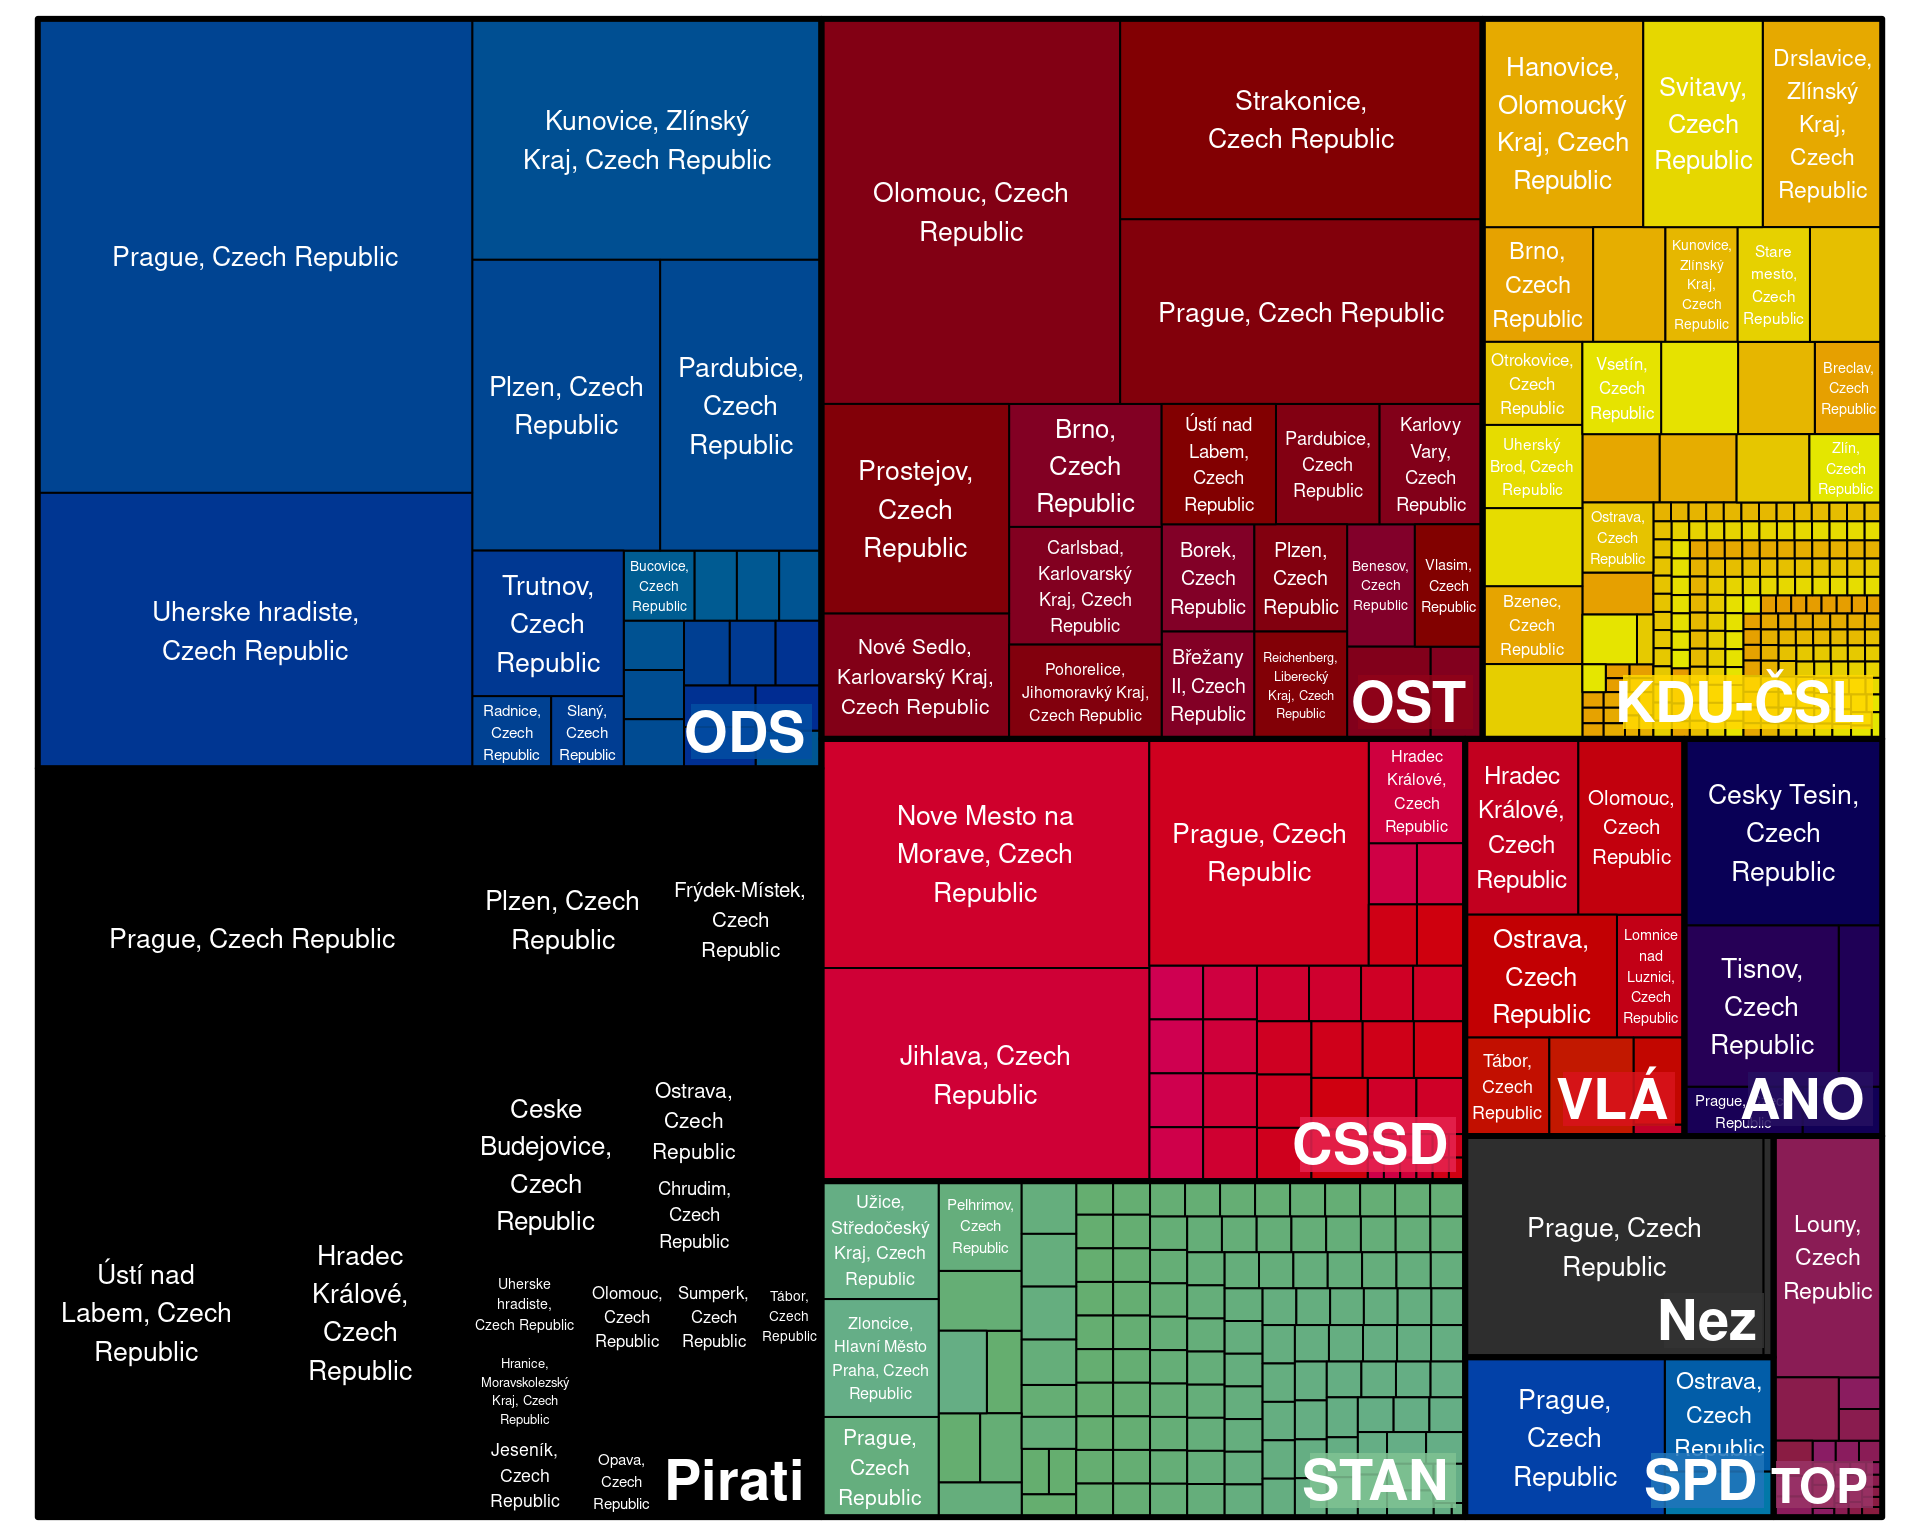 Prague, Czech Republic
Kunovice, Zlínský
Kraj, Czech Republic
Plzen, Czech
Republic
Pardubice,
Czech
Republic
Uherske hradiste,
Czech Republic
Trutnov,
Czech
Republic
Bucovice,
Czech
Republic
Radnice,
Czech
Republic
Slaný,
Czech
Republic
ODS
Olomouc, Czech
Republic
Strakonice,
Czech Republic
Prague, Czech Republic
Prostejov,
Czech
Republic
Brno,
Czech
Republic
Ústí nad
Labem,
Czech
Republic
Pardubice,
Czech
Republic
Karlovy
Vary,
Czech
Republic
Carlsbad,
Karlovarský
Kraj, Czech
Republic
Borek,
Czech
Republic
Plzen,
Czech
Republic
Benesov,
Czech
Republic
Vlasim,
Czech
Republic
Nové Sedlo,
Karlovarský Kraj,
Czech Republic
Pohorelice,
Jihomoravký Kraj,
Czech Republic
Břežany
II, Czech
Republic
Reichenberg,
Liberecký
Kraj, Czech
Republic
OST
Hanovice,
Olomoucký
Kraj, Czech
Republic
Svitavy,
Czech
Republic
Drslavice,
Zlínský
Kraj,
Czech
Republic
Brno,
Czech
Republic
Kunovice,
Zlínský
Kraj,
Czech
Republic
Stare
mesto,
Czech
Republic
Otrokovice,
Czech
Republic
Vsetín,
Czech
Republic
Breclav,
Czech
Republic
Uherský
Brod, Czech
Republic
Zlín,
Czech
Republic
Ostrava,
Czech
Republic
Bzenec,
Czech
Republic
KDU-ČSL
Prague, Czech Republic
Plzen, Czech
Republic
Frýdek-Místek,
Czech
Republic
Ústí nad
Labem, Czech
Republic
Hradec
Králové,
Czech
Republic
Ceske
Budejovice,
Czech
Republic
Ostrava,
Czech
Republic
Chrudim,
Czech
Republic
Uherske
hradiste,
Czech Republic
Olomouc,
Czech
Republic
Sumperk,
Czech
Republic
Tábor,
Czech
Republic
Hranice,
Moravskolezský
Kraj, Czech
Republic
Jeseník,
Czech
Republic
Opava,
Czech
Republic
Pirati
Nove Mesto na
Morave, Czech
Republic
Prague, Czech
Republic
Hradec
Králové,
Czech
Republic
Jihlava, Czech
Republic
CSSD
Hradec
Králové,
Czech
Republic
Olomouc,
Czech
Republic
Ostrava,
Czech
Republic
Lomnice
nad
Luznici,
Czech
Republic
Tábor,
Czech
Republic
VLÁ
Cesky Tesin,
Czech
Republic
Tisnov,
Czech
Republic
Prague,
Republic
ANO
Užice,
Středočeský
Kraj, Czech
Republic
Pelhrimov,
Czech
Republic
Zloncice,
Hlavní Město
Praha, Czech
Republic
Prague,
Czech
Republic
STAN
Prague, Czech
Republic
Nez
Louny,
Czech
Republic
TOP
Prague,
Czech
Republic
Ostrava,
Czech
Republic
SPD